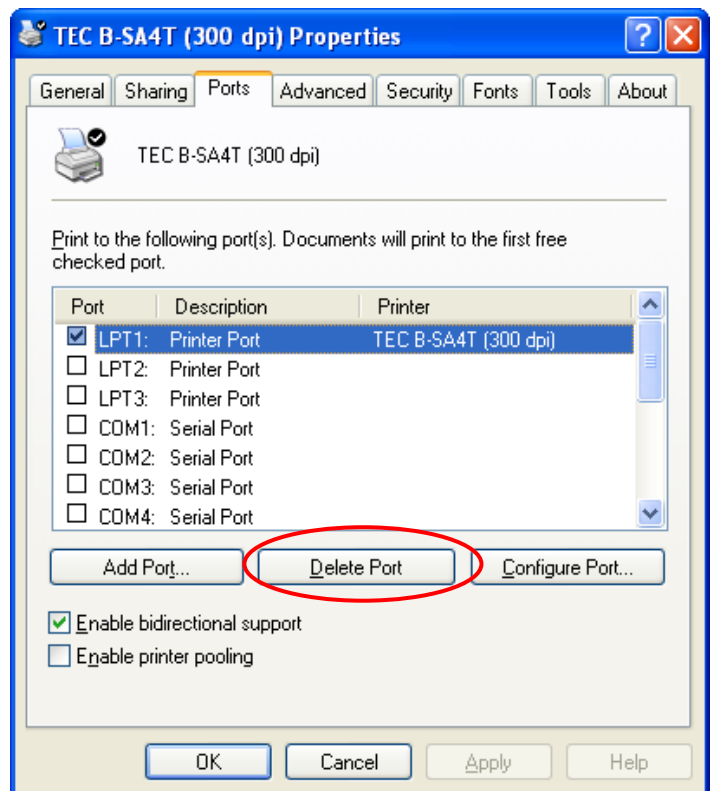 TEC B-SA4T (300 dpi) Properties
General Sharing Ports Advanced Security Fonts Tools About
TEC B-SA4T (300 dpi)
Print to the following port(s). Documents will print to the first free
checked port.
Port Description Printer
LPT1: Printer Port TEC B-SA4T (300 dpi)
LPT2: Printer Port
LPT3: Printer Port
COM1: Serial Port
COM2: Serial Port
COM3: Serial Port
COM4: Serial Port
Add Port... Delete Port Configure Port...
Enable bidirectional support
Enable printer pooling
OK Cancel Apply Help